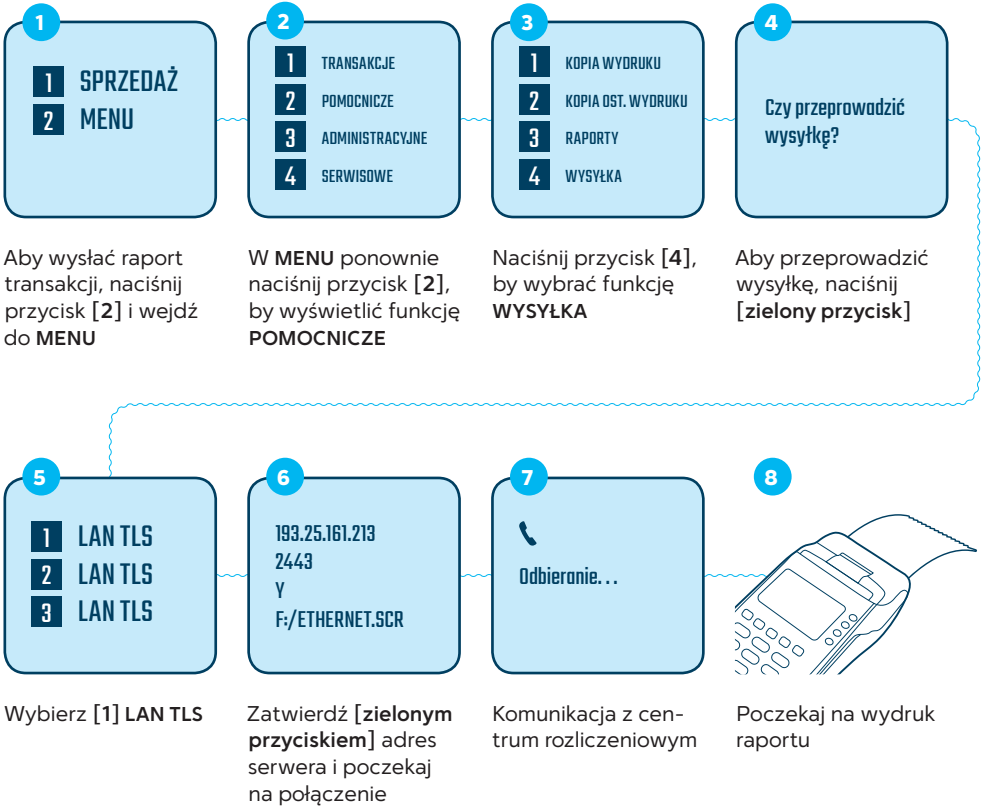 1
1 SPRZEDAŻ
2 MENU
Aby wysłać raport
transakcji, naciśnij
przycisk [2] i wejdź
do MENU
2
1 TRANSAKCJE
2 POMOCNICZE
3 ADMINISTRACYJNE
4 SERWISOWE
W MENU ponownie
naciśnij przycisk [2],
by wyświetlić funkcję
POMOCNICZE
3
1 KOPIA WYDRUKU
2 KOPIA OST. WYDRUKU
3 RAPORTY
4 WYSYŁKA
Naciśnij przycisk [4],
by wybrać funkcję
WYSYŁKA
4
Czy przeprowadzić
wysyłkę?
Aby przeprowadzić
wysyłkę, naciśnij
[zielony przycisk]
5
1 LAN TLS
2 LAN TLS
3 LAN TLS
Wybierz [1] LAN TLS
6
193.25.161.213
2443
Y
F:/ETHERNET.SCR
Zatwierdź [zielonym
przyciskiem] adres
serwera i poczekaj
na połączenie
7
Odbieranie...
Komunikacja z cen-
trum rozliczeniowym
8
Poczekaj na wydruk
raportu